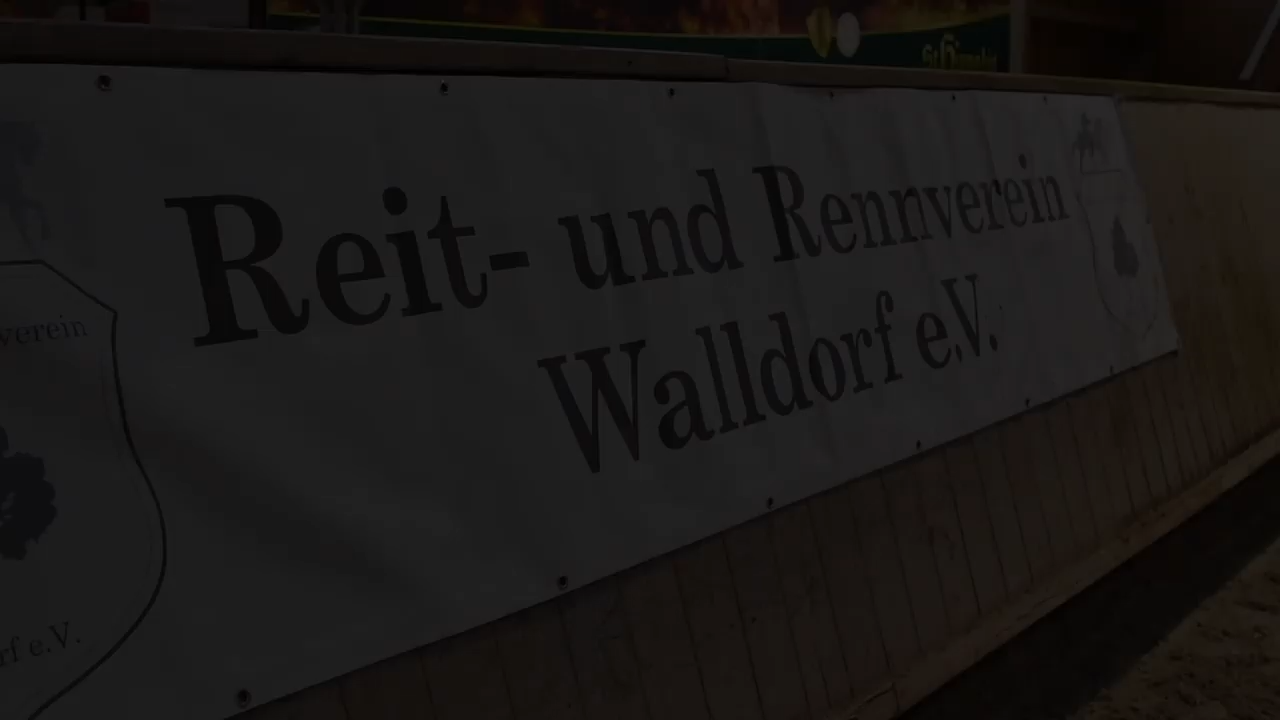 Reit- und Rennverein
Walldorf e.V.
verein
rf e.V.